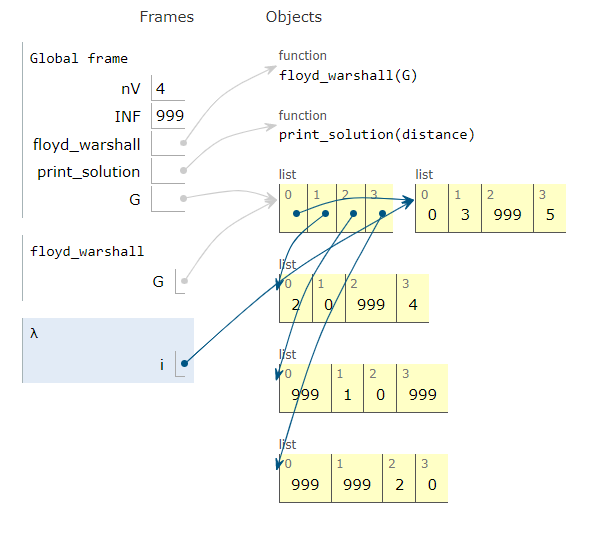 Frames Objects
Global frame
nV 4
INF 999
floyd_warshall
print_solution
G
function
floyd_warshall(G)
function
print_solution(distance)
list
0 1 2 3
list
0 1 2 3
0 3 999 5
floyd_warshall
G
list
0 1 2 3
2 0 999 4
λ
i
list
0 1 2 3
999 1 0 999
list
0 1 2 3
999 999 2 0